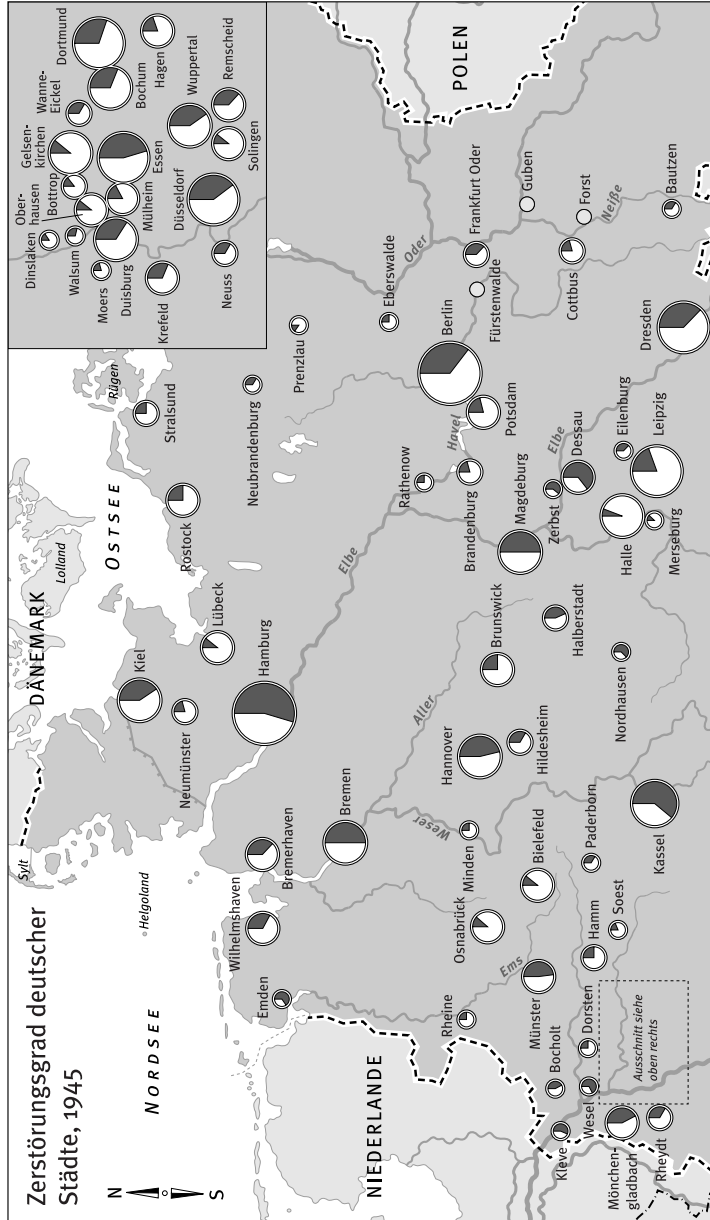 Zerstörungsgrad deutscher
Städte, 1945
N
S
NORDSEE
OSTSEE
DÄNEMARK
NIEDERLANDE
POLEN
Sylt
Helgoland
Lolland
Rügen
Kiel
Neumünster
Lübeck
Hamburg
Rostock
Stralsund
Neubrandenburg
Prenzlau
Eberswalde
Emden
Wilhelmshaven
Bremerhaven
Bremen
Elbe
Aller
Weser
Ems
Havel
Elbe
Oder
Neiße
Rheine
Osnabrück
Minden
Hannover
Hildesheim
Brunswick
Brandenburg
Rathenow
Magdeburg
Potsdam
Berlin
Fürstenwalde
Frankfurt Oder
Guben
Forst
Cottbus
Bautzen
Münster
Bielefeld
Bocholt
Kleve
Wesel
Dorsten
Hamm
Soest
Paderborn
Kassel
Nordhausen
Halberstadt
Zerbst
Dessau
Halle
Merseburg
Eilenburg
Leipzig
Dresden
Mönchen-
gladbach
Rheydt
Ausschnitt siehe
oben rechts
Dinslaken
Ober-
hausen
Bottrop
Gelsen-
kirchen
Wanne-
Eickel
Dortmund
Walsum
Moers
Duisburg
Mülheim
Essen
Bochum
Hagen
Krefeld
Düsseldorf
Wuppertal
Neuss
Solingen
Remscheid